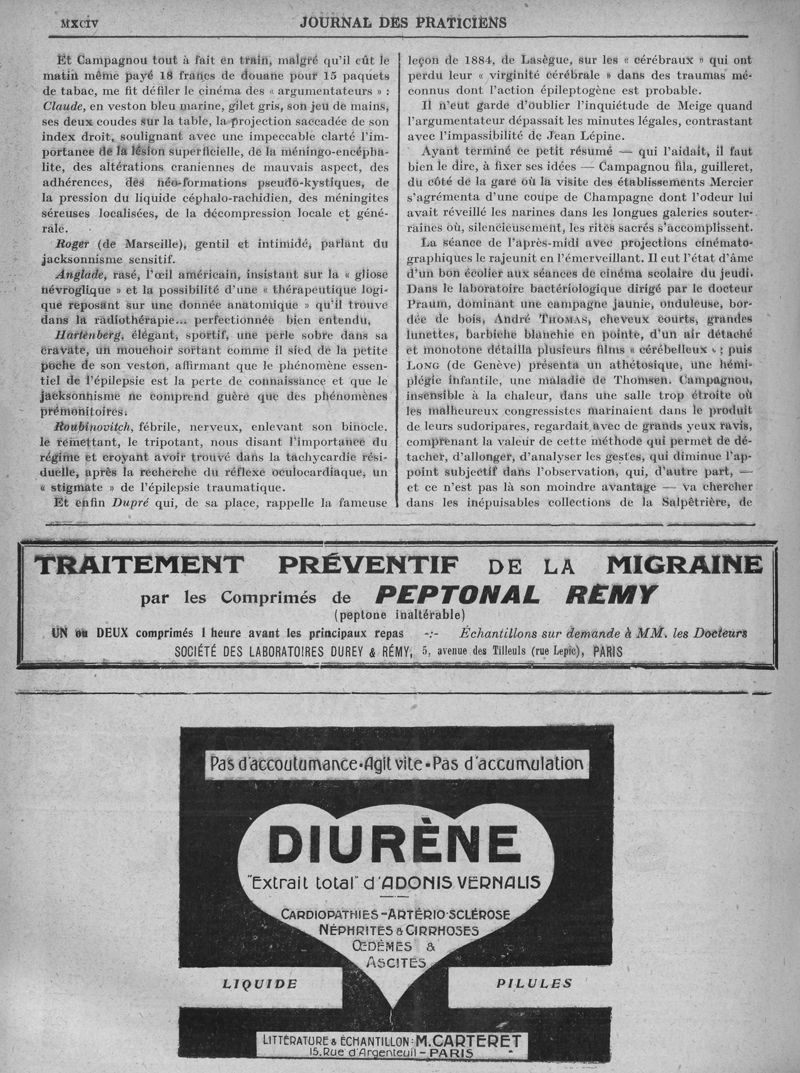 MXCIV
JOURNAL DES PRATICIENS
Et Campagnou tout à fait en train, malgré qu'il eût le
matin même payé 18 francs de douane pour 15 paquets
de tabac, me fit défiler le cinéma des « argumentateurs » :
Claude, en veston bleu marine, gilet gris, son jeu de mains,
ses deux coudes sur la table, la projection saccadée de son
index droit, soulignant avec une impeccable clarté l'im-
portance de la lésion superficielle, de la méningo-encépha-
lite, des altérations craniennes de mauvais aspect, des
adhérences, des néo-formations pseudo-kystiques, de
la pression du liquide céphalo-rachidien, des méningites
séreuses localisées, de la décompression locale et géné-
rale.
Roger (de Marseille), gentil et intimidé, parlant du
jacksonnisme sensitif.
Anglade, rasé, l'œil américain, insistant sur la « gliose
névroglique » et la possibilité d'une « thérapeutique logi-
que reposant sur une donnée anatomique » qu'il trouve
dans la radiothérapie... perfectionnée bien entendu.
Hartenberg, élégant, sportif, une perle sobre dans sa
cravate, un mouchoir sortant comme il sied de la petite
poche de son veston, affirmant que le phénomène essen-
tiel de l'épilepsie est la perte de connaissance et que le
jacksonnisme ne comprend guère que des phénomènes
prémonitoires.
Roubinovitch, fébrile, nerveux, enlevant son binocle.
le remettant, le tripotant, nous disant l'importance du
régime et croyant avoir trouvé dans la tachycardie rési-
duelle, après la recherche du réflexe oculocardiaque, un
« stigmate » de l'épilepsie traumatique.
Et enfin Dupré qui, de sa place, rappelle la fameuse
leçon de 1884, de Lasègue, sur les « cérébraux » qui ont
perdu leur « virginité cérébrale » dans des traumas mé-
connus dont l'action épileptogène est probable.
Il n'eut garde d'oublier l'inquiétude de Meige quand
l'argumentateur dépassait les minutes légales, contrastant
avec l'impassibilité de Jean Lépine.
Ayant terminé ce petit résumé — qui l'aidait, il faut
bien le dire, à fixer ses idées — Campagnou fila, guilleret,
du côté de la gare où la visite des établissements Mercier
s'agrémenta d'une coupe de Champagne dont l'odeur lui
avait réveillé les narines dans les longues galeries souter-
raines où, silencieusement, les rites sacrés s'accomplissent.
La séance de l'après-midi avec projections cinémato-
graphiques le rajeunit en l'émerveillant. Il eut l'état d'âme
d'un bon écolier aux séances de cinéma scolaire du jeudi.
Dans le laboratoire bactériologique dirigé par le docteur
Praum, dominant une campagne jaunie, onduleuse, bor-
dée de bois, André THOMAS, cheveux courts, grandes
lunettes, barbiche blanchie en pointe, d'un air détaché
et monotone détailla plusieurs films « cérébelleux » ; puis
LONG (de Genève) présenta un athétosique, une hémi-
plégie infantile, une maladie de Thomsen. Campagnou,
insensible à la chaleur, dans une salle trop étroite où
les malheureux congressistes marinaient dans le produit
de leurs sudoripares, regardait avec de grands yeux ravis,
comprenant la valeur de cette méthode qui permet de dé-
tacher, d'allonger, d'analyser les gestes, qui diminue l'ap-
point subjectif dans l'observation, qui, d'autre part, —
et ce n'est pas là son moindre avantage — va chercher
dans les inépuisables collections de la Salpêtrière, de
TRAITEMENT PRÉVENTIF DE LA MIGRAINE
par les Comprimés de PEPTONAL REMY
(peptone inaltérable)
UN ou DEUX comprimés 1 heure avant les principaux repas -:- Échantillons sur demande à MM. les Docteurs
SOCIÉTÉ DES LABORATOIRES DUREY & RÉMY, 5, avenue des Tilleuls (rue Lepic), PARIS
Pas d'accoutumance • Agit vite • Pas d'accumulation
DIURÈNE
"Extrait total" d'ADONIS VERNALIS
CARDIOPATHIES - ARTÉRIO-SCLÉROSE
NÉPHRITES & CIRRHOSES
ŒDÈMES &
ASCITES
LIQUIDE
PILULES
LITTÉRATURE & ÉCHANTILLON: M. CARTERET
15, Rue d'Argenteuil - PARIS